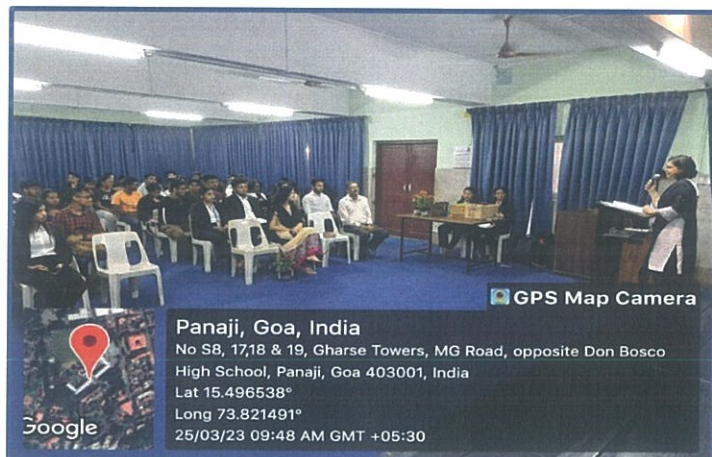 GPS Map Camera
Panaji, Goa, India
No S8, 17,18 & 19, Gharse Towers, MG Road, opposite Don Bosco
High School, Panaji, Goa 403001, India
Lat 15.496538°
Long 73.821491°
25/03/23 09:48 AM GMT +05:30
Google